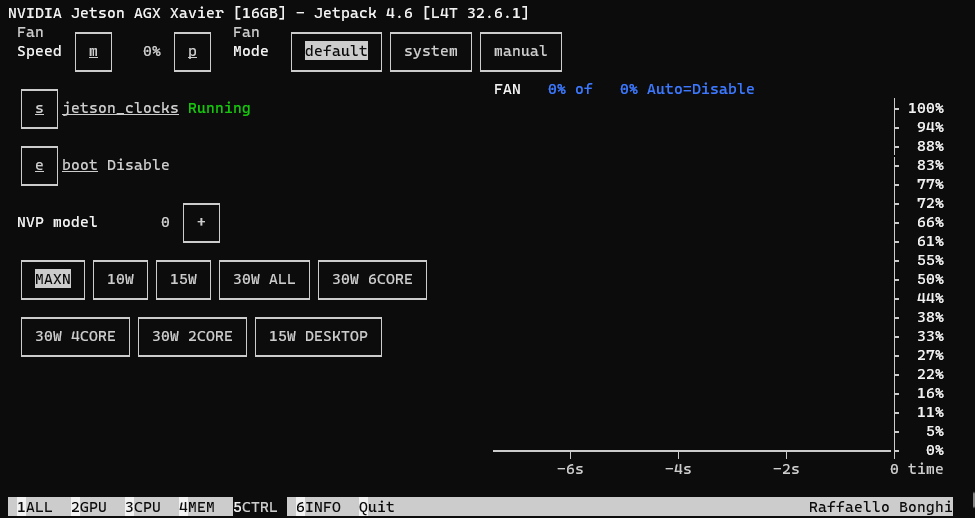 NVIDIA Jetson AGX Xavier [16GB] - Jetpack 4.6 [L4T 32.6.1]
Fan Fan
Speed m 0% p Mode default system manual
FAN 0% of 0% Auto=Disable
s jetson_clocks Running
100%
94%
88%
e boot Disable 83%
77%
72%
NVP model 0 + 66%
61%
55%
MAXN 10W 15W 30W ALL 30W 6CORE 50%
44%
38%
30W 4CORE 30W 2CORE 15W DESKTOP 33%
27%
22%
16%
11%
5%
0%
-6s -4s -2s 0 time
1ALL 2GPU 3CPU 4MEM 5CTRL 6INFO Quit Raffaello Bonghi